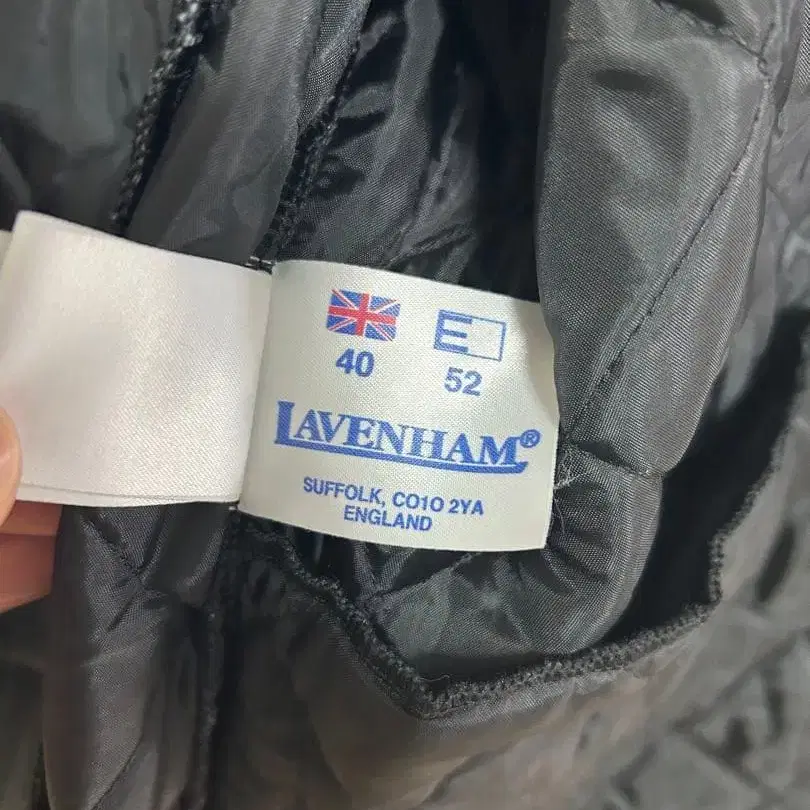 40
E
52
LAVENHAM®
SUFFOLK, CO10 2YA
ENGLAND